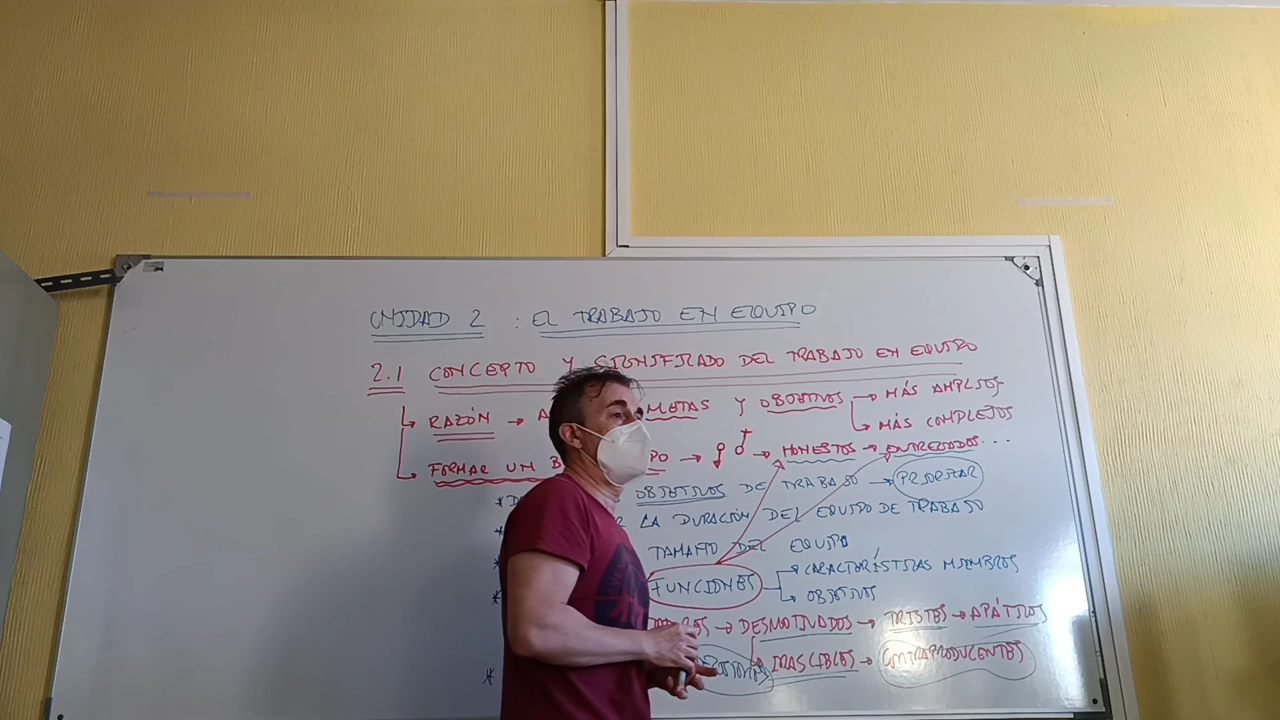 UNIDAD 2 : EL TRABAJO EN EQUIPO
2.1 CONCEPTO Y SIGNIFICADO DEL TRABAJO EN EQUIPO
RAZÓN → METAS Y OBJETIVOS → MÁS AMPLIOS
→ MÁS COMPLEJOS
FORMAR UN → HONESTOS → ENTREGADOS...
* OBJETIVOS DE TRABAJO → PRIORIZAR
* LA DURACIÓN DEL EQUIPO DE TRABAJO
* TAMAÑO DEL EQUIPO
* FUNCIONES → CARACTERÍSTICAS MIEMBROS
→ OBJETIVOS
→ DESMOTIVADOS → TRISTES → APÁTICOS
* → IRASCIBLES → CONTRAPRODUCENTES